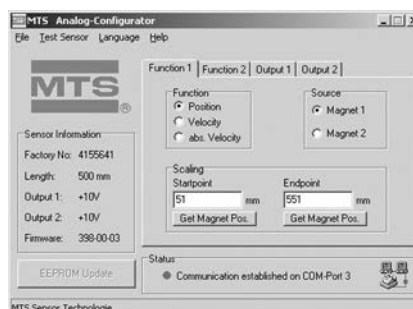 MTS Analog-Configurator
File Test Sensor Language Help
MTS
®
Sensor Information
Factory No: 4155641
Length: 500 mm
Output 1: +10V
Output 2: +10V
Firmware: 398-00-03
EEPROM Update
Function 1 Function 2 Output 1 Output 2
Function
Position
Velocity
abs. Velocity
Source
Magnet 1
Magnet 2
Scaling
Startpoint
51 mm
Get Magnet Pos.
Endpoint
551 mm
Get Magnet Pos.
Status
Communication established on COM-Port 3
MTS Sensor Technologie